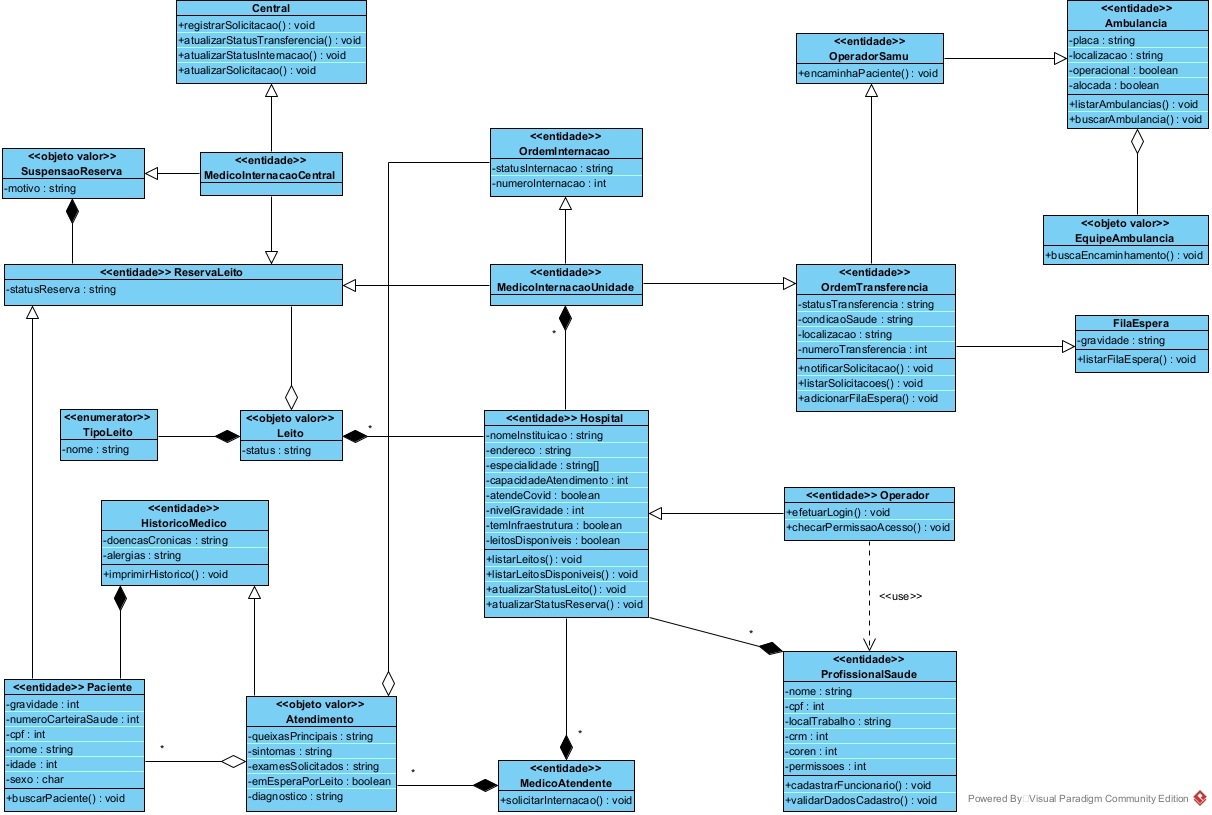 Central
+registrarSolicitacao() : void
+atualizarStatusTransferência() : void
+atualizarStatusInternacao() : void
+atualizarSolicitacao() : void
<<entidade>>
OperadorSamu
+encaminhaPaciente() : void
<<entidade>>
Ambulancia
-placa : string
-localizacao : string
-operacional : boolean
-alocada : boolean
+listarAmbulancias() : void
+buscarAmbulancia() : void
<<objeto valor>>
SuspensaoReserva
-motivo : string
<<entidade>>
MedicoInternacaoCentral
<<entidade>>
OrdemInternacao
-statusInternacao : string
-numeroInternacao : int
<<objeto valor>>
EquipeAmbulancia
+buscaEncaminhamento() : void
<<entidade>> ReservaLeito
-statusReserva : string
<<entidade>>
MedicoInternacaoUnidade
*
<<entidade>>
OrdemTransferencia
-statusTransferencia : string
-condicaoSaude : string
-localizacao : string
-numeroTransferencia : int
+notificarSolicitacao() : void
+listarSolicitacoes() : void
+adicionarFilaEspera() : void
FilaEspera
-gravidade : string
+listarFilaEspera() : void
<<enumerator>>
TipoLeito
-nome : string
<<objeto valor>>
Leito
-status : string
*
<<entidade>> Hospital
-nomeInstituicao : string
-endereco : string
-especialidade : string[]
-capacidadeAtendimento : int
-atendeCovid : boolean
-nivelGravidade : int
-temInfraestrutura : boolean
-leitosDisponiveis : boolean
+listarLeitos() : void
+listarLeitosDisponiveis() : void
+atualizarStatusLeito() : void
+atualizarStatusReserva() : void
<<entidade>> Operador
+efetuarLogin() : void
+checarPermissaoAcesso() : void
<<use>>
<<entidade>>
HistoricoMedico
-doencasCronicas : string
-alergias : string
+imprimirHistorico() : void
*
<<entidade>>
ProfissionalSaude
-nome : string
-cpf : int
-localTrabalho : string
-crm : int
-coren : int
-permissoes : int
+cadastrarFuncionario() : void
+validarDadosCadastro() : void
<<entidade>> Paciente
-gravidade : int
-numeroCarteiraSaude : int
-cpf : int
-nome : string
-idade : int
-sexo : char
+buscarPaciente() : void
*
<<objeto valor>>
Atendimento
-queixasPrincipais : string
-sintomas : string
-examesSolicitados : string
-emEsperaPorLeito : boolean
-diagnostico : string
*
*
<<entidade>>
MedicoAtendente
+solicitarInternacao() : void
Powered By Visual Paradigm Community Edition